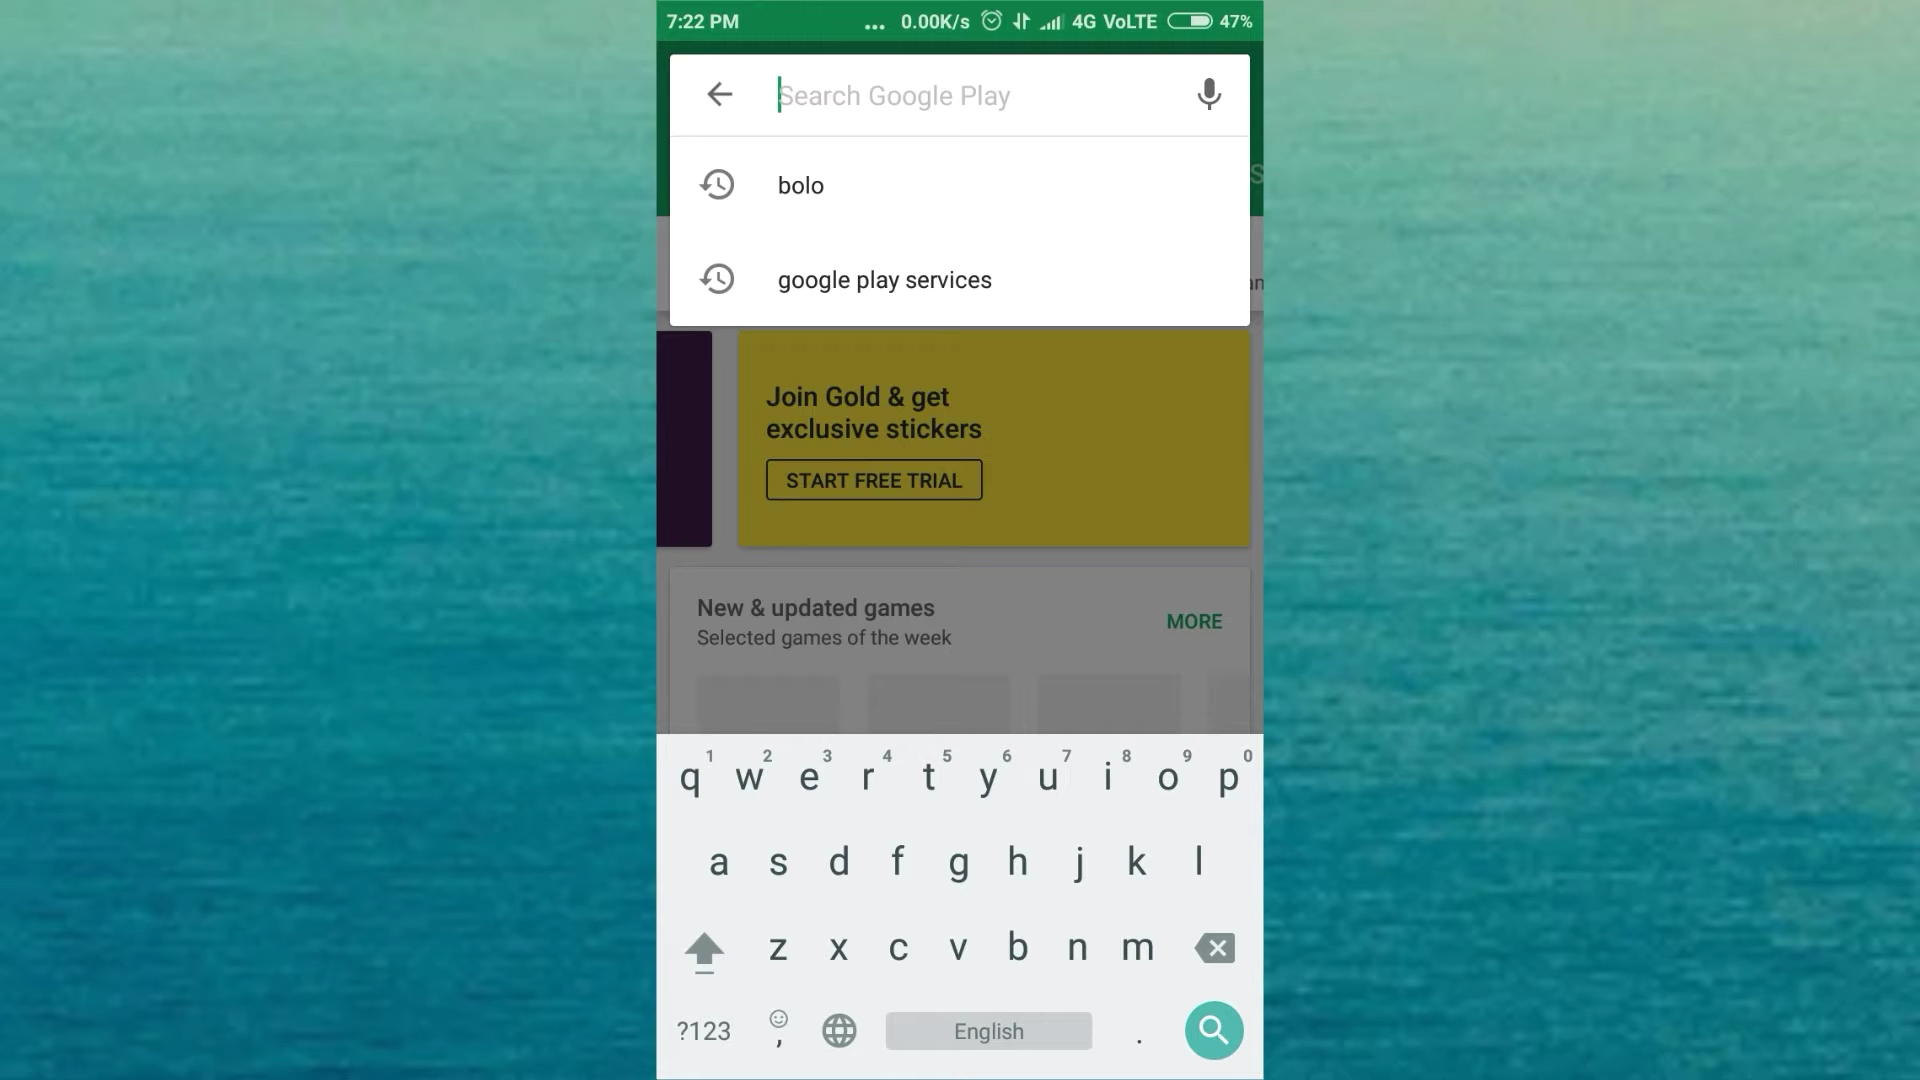 7:22 PM ... 0.00K/s 4G VoLTE 47%
Search Google Play
bolo
google play services
Join Gold & get
exclusive stickers
START FREE TRIAL
New & updated games
MORE
Selected games of the week
1 2 3 4 5 6 7 8 9 0
q w e r t y u i o p
a s d f g h j k l
z x c v b n m
?123 , English .